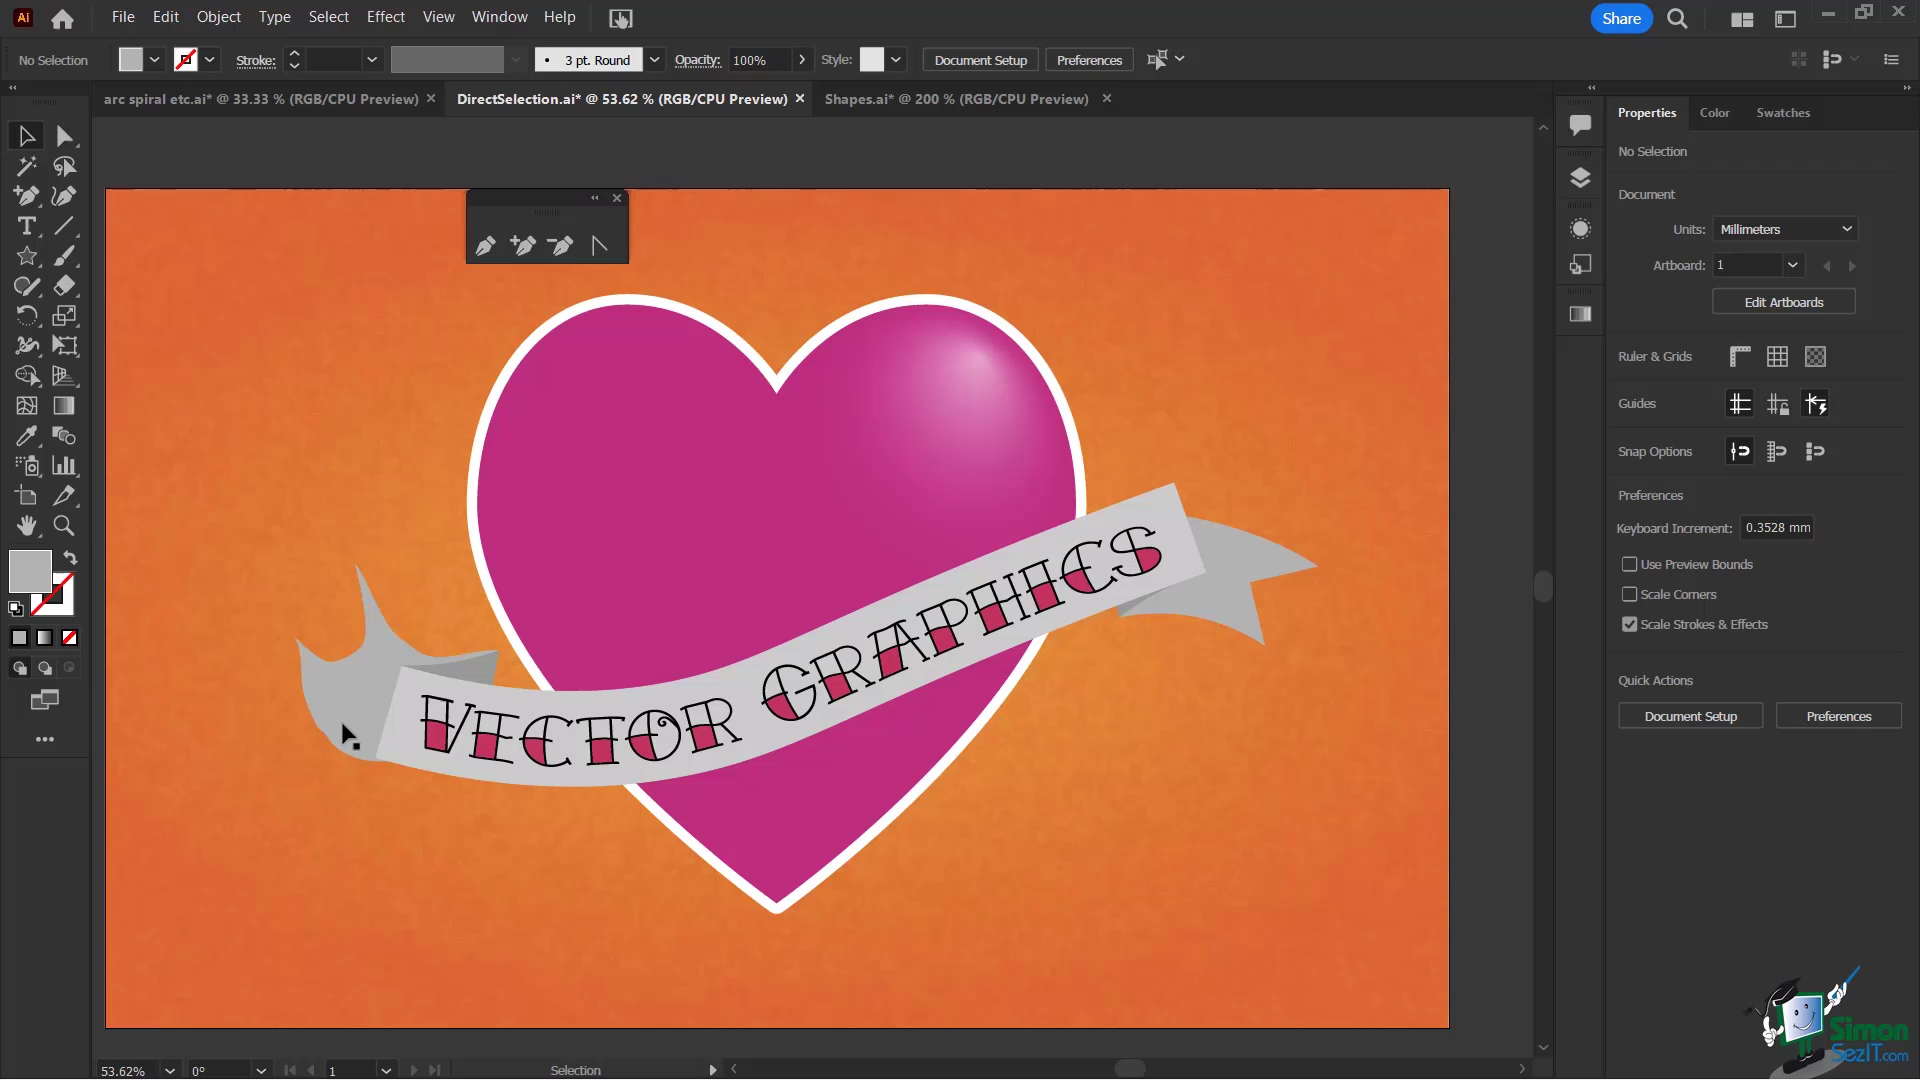 Ai File Edit Object Type Select Effect View Window Help Share
No Selection Stroke: 3 pt. Round Opacity: 100% Style: Document Setup Preferences
arc spiral etc.ai* @ 33.33 % (RGB/CPU Preview) DirectSelection.ai* @ 53.62 % (RGB/CPU Preview) Shapes.ai* @ 200 % (RGB/CPU Preview)
Properties Color Swatches
No Selection
Document
Units: Millimeters
Artboard: 1
Edit Artboards
Ruler & Grids
Guides
Snap Options
Preferences
Keyboard Increment: 0.3528 mm
Use Preview Bounds
Scale Corners
Scale Strokes & Effects
Quick Actions
Document Setup Preferences
VECTOR GRAPHICS
Simon
SezIT.com
53.62% 0° 1 Selection